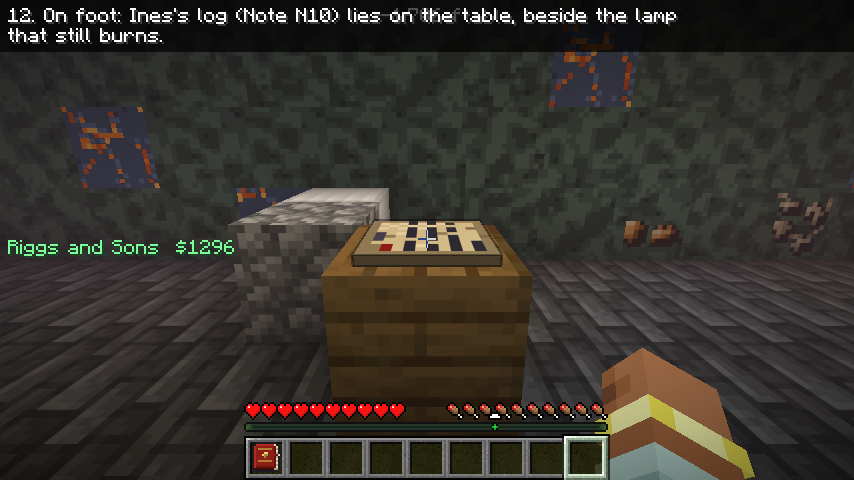 12. On foot: Ines's log (Note N10) lies on the table, beside the lamp
that still burns.
Riggs and Sons $1296